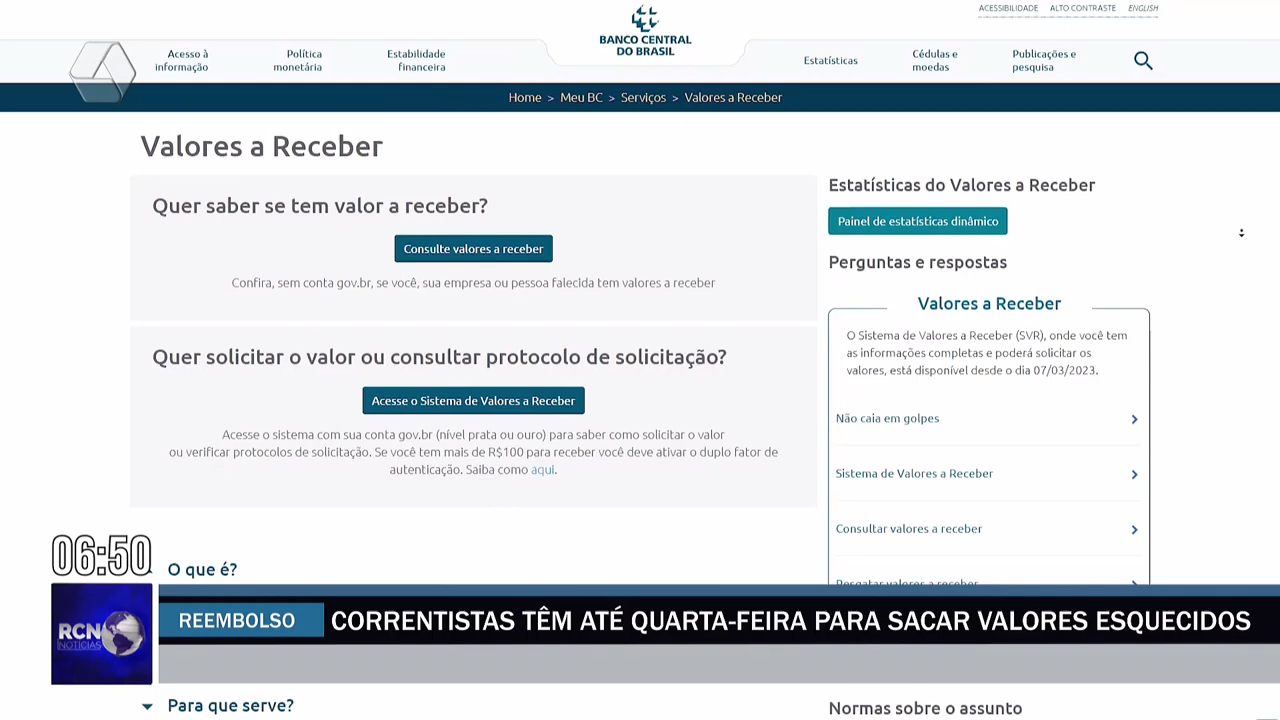 ACESSIBILIDADE ALTO CONTRASTE ENGLISH
BANCO CENTRAL
DO BRASIL
Acesso à
informação
Política
monetária
Estabilidade
financeira
Estatísticas
Cédulas e
moedas
Publicações e
pesquisa
Home > Meu BC > Serviços > Valores a Receber
Valores a Receber
Quer saber se tem valor a receber?
Consulte valores a receber
Confira, sem conta gov.br, se você, sua empresa ou pessoa falecida tem valores a receber
Quer solicitar o valor ou consultar protocolo de solicitação?
Acesse o Sistema de Valores a Receber
Acesse o sistema com sua conta gov.br (nível prata ou ouro) para saber como solicitar o valor
ou verificar protocolos de solicitação. Se você tem mais de R$100 para receber você deve ativar o duplo fator de
autenticação. Saiba como aqui.
Estatísticas do Valores a Receber
Painel de estatísticas dinâmico
Perguntas e respostas
Valores a Receber
O Sistema de Valores a Receber (SVR), onde você tem
as informações completas e poderá solicitar os
valores, está disponível desde o dia 07/03/2023.
Não caia em golpes
Sistema de Valores a Receber
Consultar valores a receber
Resgatar valores a receber
06:50
O que é?
RCN
NOTÍCIAS
REEMBOLSO
CORRENTISTAS TÊM ATÉ QUARTA-FEIRA PARA SACAR VALORES ESQUECIDOS
Para que serve?
Normas sobre o assunto